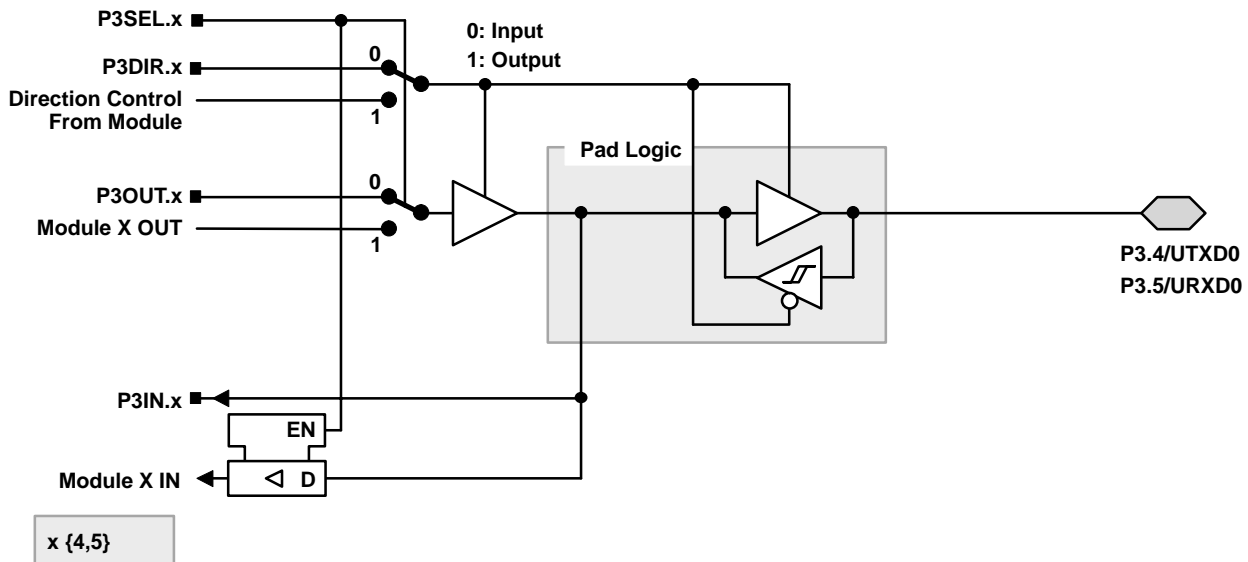 P3SEL.x
0: Input
1: Output
0
P3DIR.x
Direction Control
From Module
1
Pad Logic
0
P3OUT.x
Module X OUT
1
P3.4/UTXD0
P3.5/URXD0
P3IN.x
EN
Module X IN
D
x {4,5}